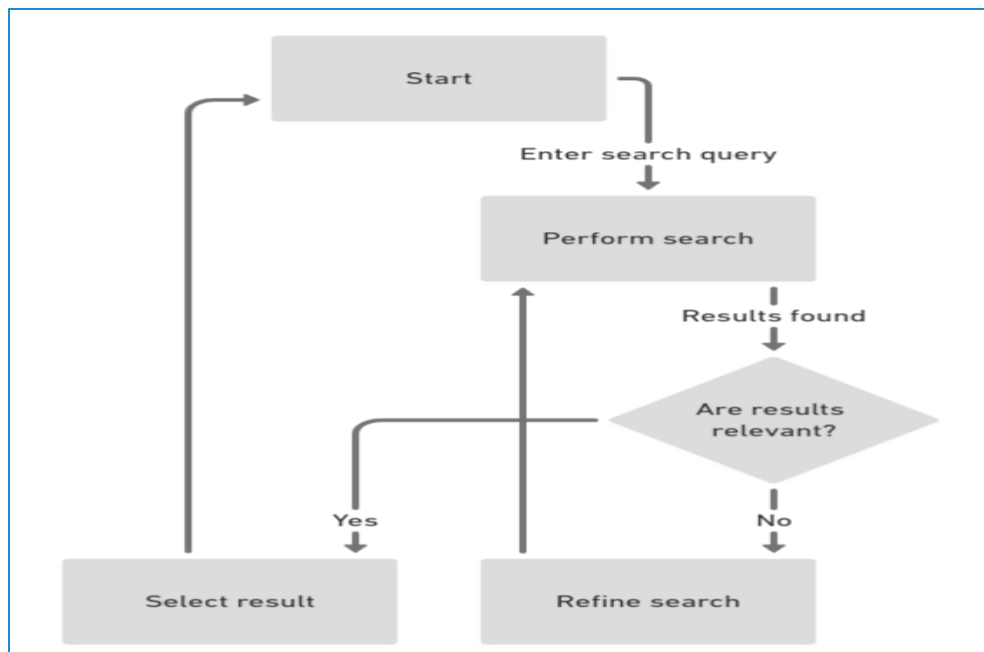 Start
Enter search query
Perform search
Results found
Are results
relevant?
Yes
No
Select result
Refine search